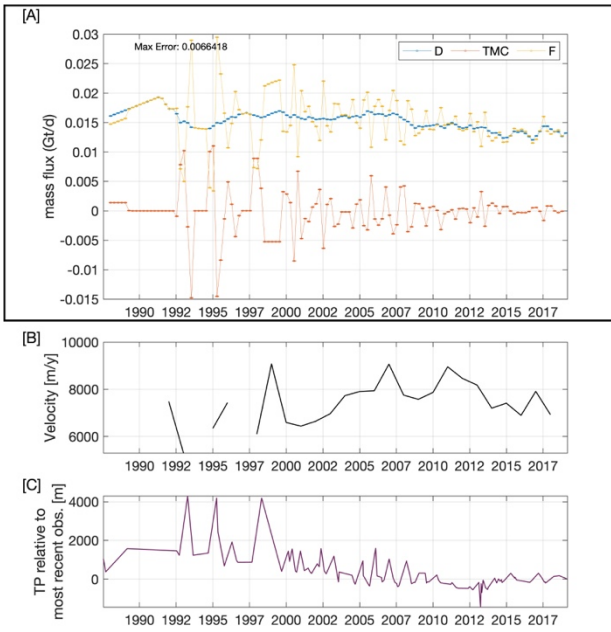 [A]
Max Error: 0.0066418
D TMC F
0.03
0.025
0.02
0.015
0.01
0.005
0
-0.005
-0.01
-0.015
mass flux (Gt/d)
1990 1992 1995 1997 2000 2002 2005 2007 2010 2012 2015 2017
[B]
10000
8000
6000
Velocity [m/y]
1990 1992 1995 1997 2000 2002 2005 2007 2010 2012 2015 2017
[C]
4000
2000
0
TP relative to
most recent obs. [m]
1990 1992 1995 1997 2000 2002 2005 2007 2010 2012 2015 2017